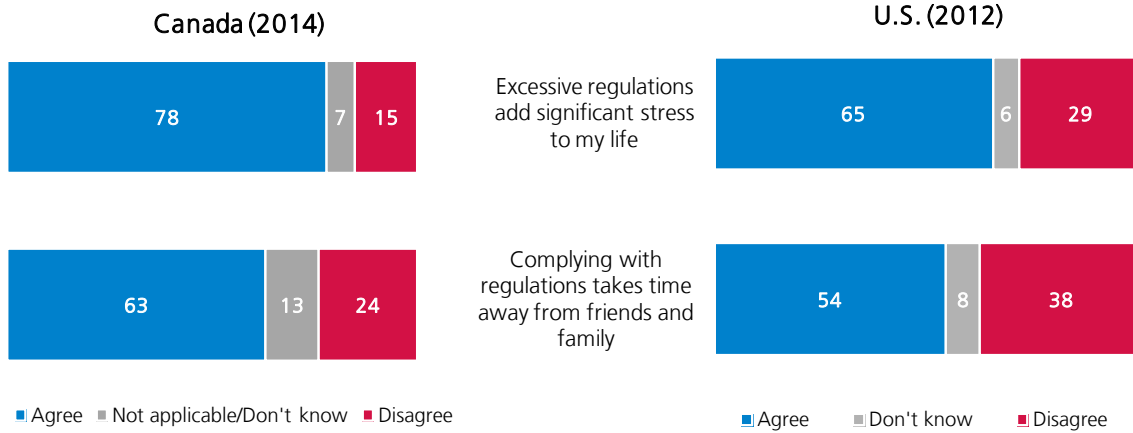 Canada (2014)
U.S. (2012)
78 7 15
Excessive regulations
add significant stress
to my life
65 6 29
63 13 24
Complying with
regulations takes time
away from friends and
family
54 8 38
Agree Not applicable/Don't know Disagree
Agree Don't know Disagree